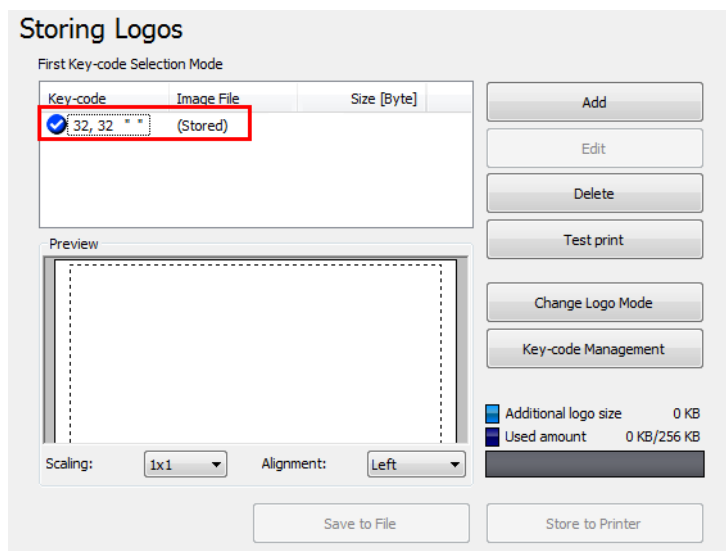 Storing Logos
First Key-code Selection Mode
Key-code Image File Size [Byte]
32, 32 " " (Stored)
Add
Edit
Delete
Test print
Preview
Change Logo Mode
Key-code Management
Additional logo size 0 KB
Used amount 0 KB/256 KB
Scaling: 1x1 Alignment: Left
Save to File
Store to Printer